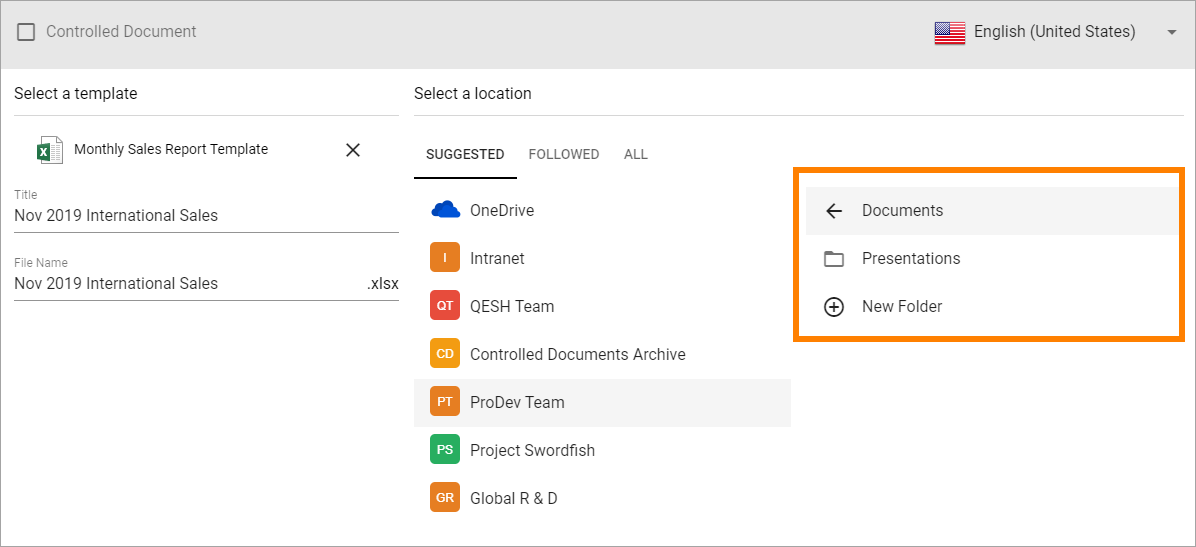 Controlled Document
English (United States)
Select a template
Monthly Sales Report Template
Title
Nov 2019 International Sales
File Name
Nov 2019 International Sales .xlsx
Select a location
SUGGESTED FOLLOWED ALL
OneDrive
I Intranet
QT QESH Team
CD Controlled Documents Archive
PT ProDev Team
PS Project Swordfish
GR Global R & D
Documents
Presentations
New Folder